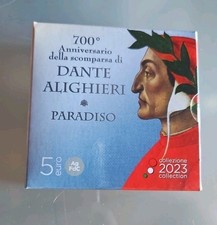 700°
Anniversario
della scomparsa di
DANTE
ALIGHIERI
PARADISO
5 euro
collezione
2023
collection